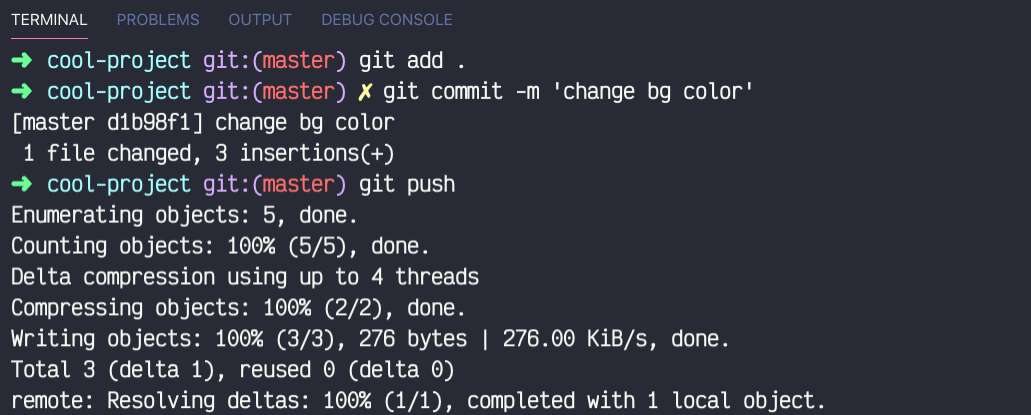 TERMINAL PROBLEMS OUTPUT DEBUG CONSOLE
➜ cool-project git:(master) git add .
➜ cool-project git:(master) ✗ git commit -m 'change bg color'
[master d1b98f1] change bg color
 1 file changed, 3 insertions(+)
➜ cool-project git:(master) git push
Enumerating objects: 5, done.
Counting objects: 100% (5/5), done.
Delta compression using up to 4 threads
Compressing objects: 100% (2/2), done.
Writing objects: 100% (3/3), 276 bytes | 276.00 KiB/s, done.
Total 3 (delta 1), reused 0 (delta 0)
remote: Resolving deltas: 100% (1/1), completed with 1 local object.